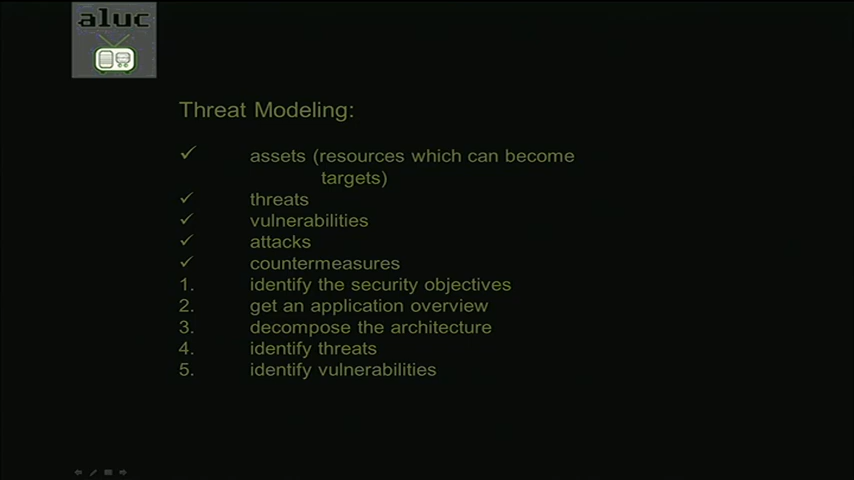 aluc
Threat Modeling:
✓ assets (resources which can become
targets)
✓ threats
✓ vulnerabilities
✓ attacks
✓ countermeasures
1. identify the security objectives
2. get an application overview
3. decompose the architecture
4. identify threats
5. identify vulnerabilities